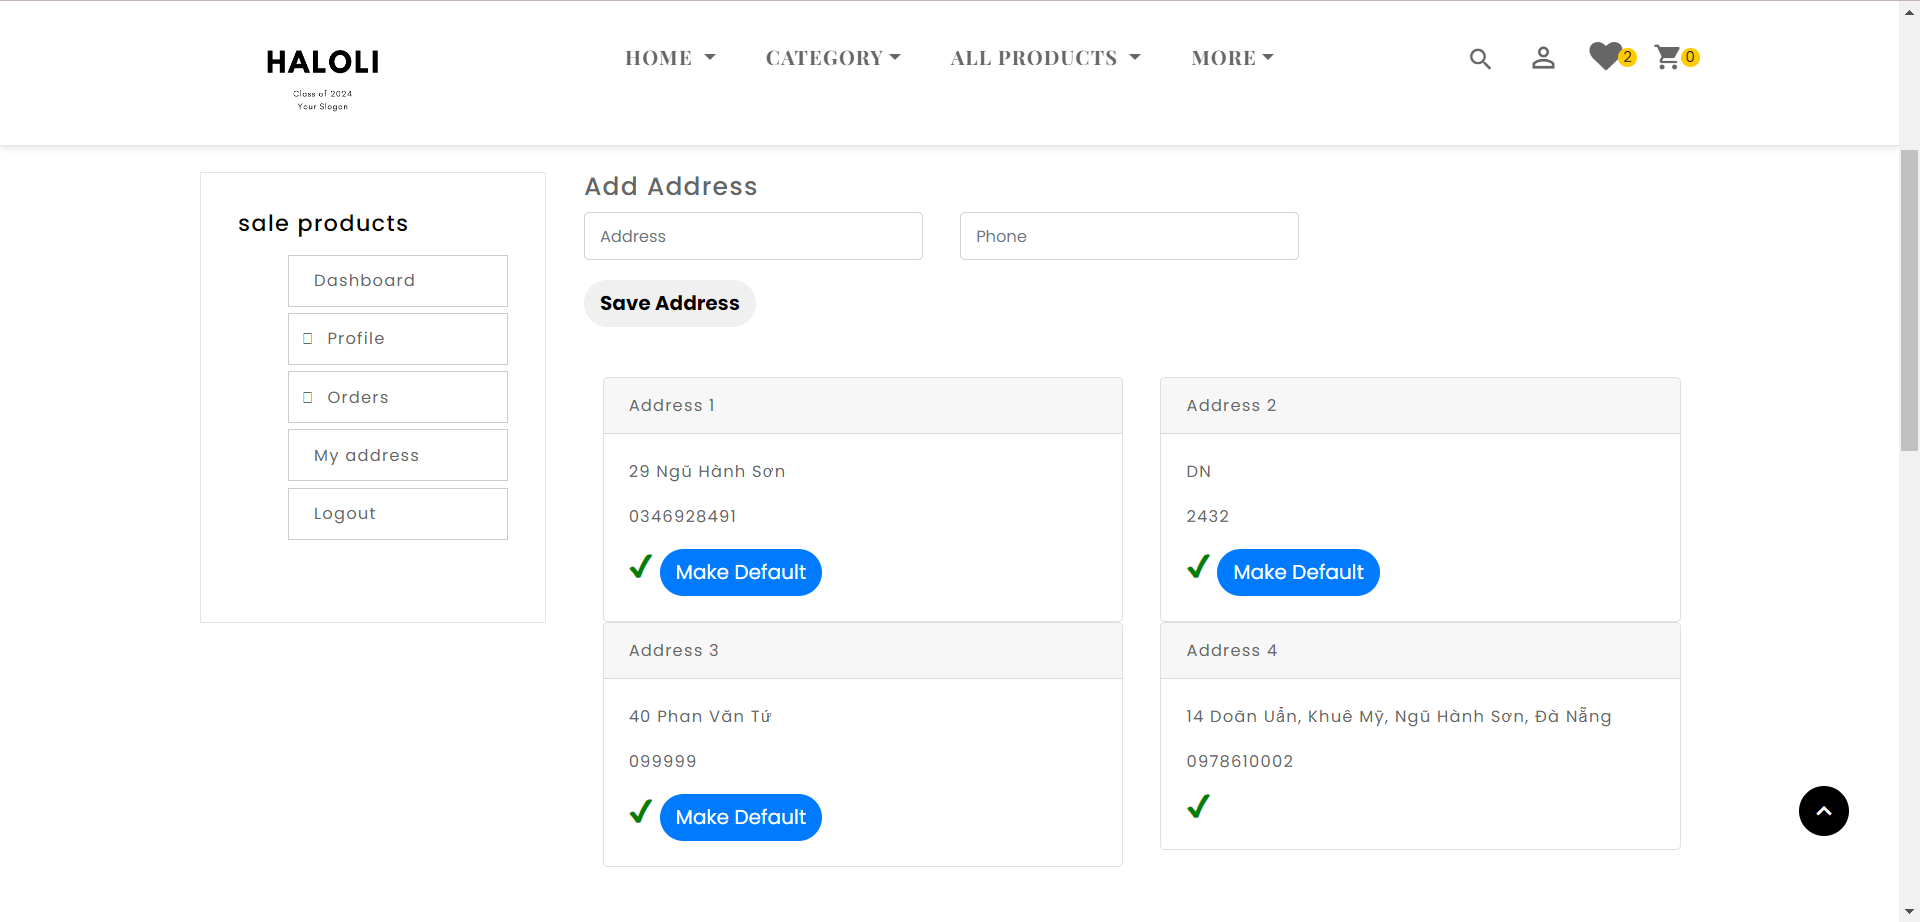 HALOLI
Class of 2024
Your Slogan
HOME
CATEGORY
ALL PRODUCTS
MORE
2
0
sale products
Dashboard
Profile
Orders
My address
Logout
Add Address
Address
Phone
Save Address
Address 1
29 Ngũ Hành Sơn
0346928491
Make Default
Address 2
DN
2432
Make Default
Address 3
40 Phan Văn Tứ
099999
Make Default
Address 4
14 Doãn Uẩn, Khuê Mỹ, Ngũ Hành Sơn, Đà Nẵng
0978610002